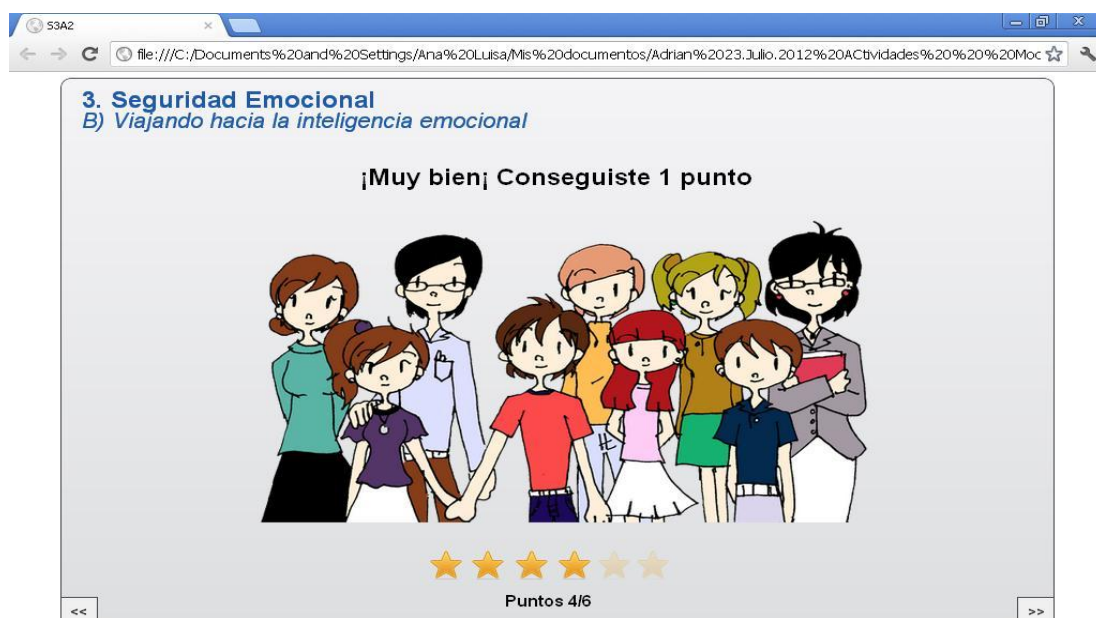 S3A2
file:///C:/Documents%20and%20Settings/Ana%20Luisa/Mis%20documentos/Adrian%2023.Julio.2012%20ACtividades%20%20%20Moc
3. Seguridad Emocional
B) Viajando hacia la inteligencia emocional
¡Muy bien¡ Conseguiste 1 punto
Puntos 4/6
<< >>